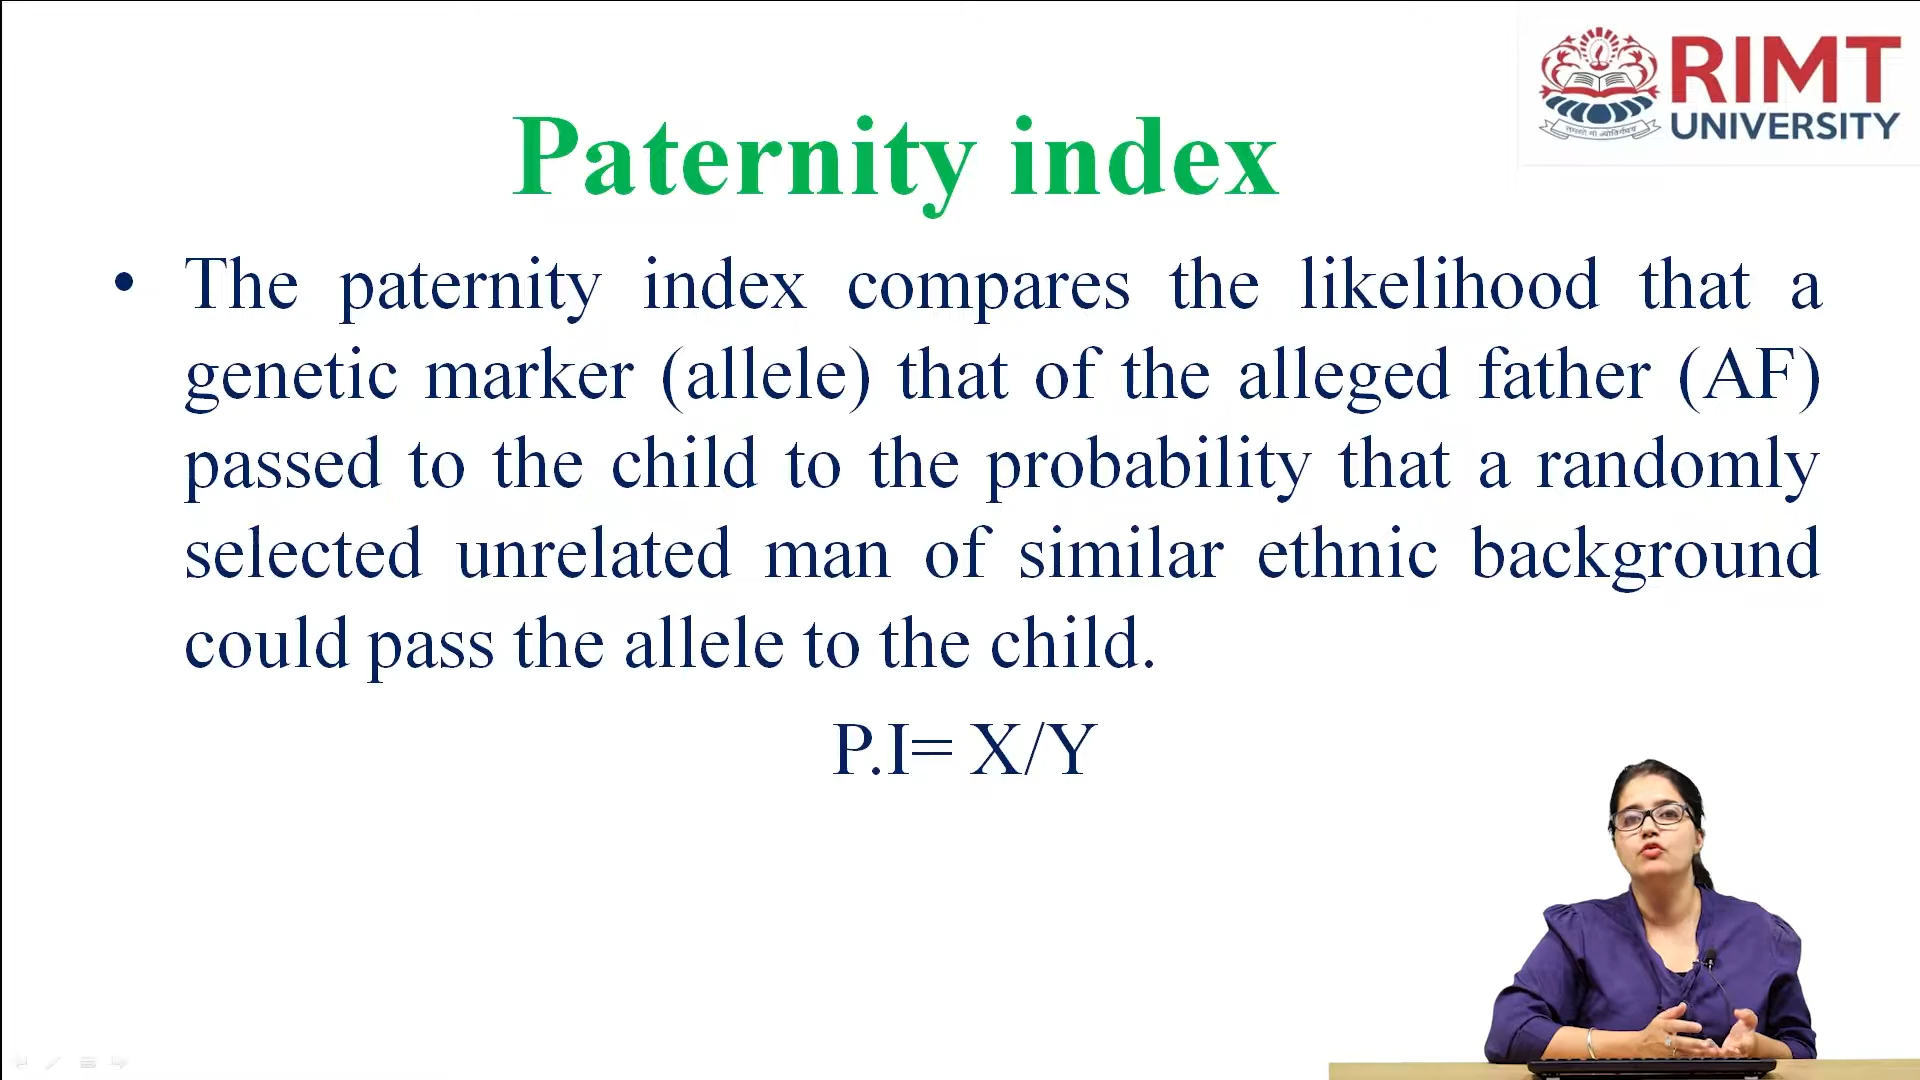 RIMT
UNIVERSITY
Paternity index
• The paternity index compares the likelihood that a
genetic marker (allele) that of the alleged father (AF)
passed to the child to the probability that a randomly
selected unrelated man of similar ethnic background
could pass the allele to the child.
P.I= X/Y